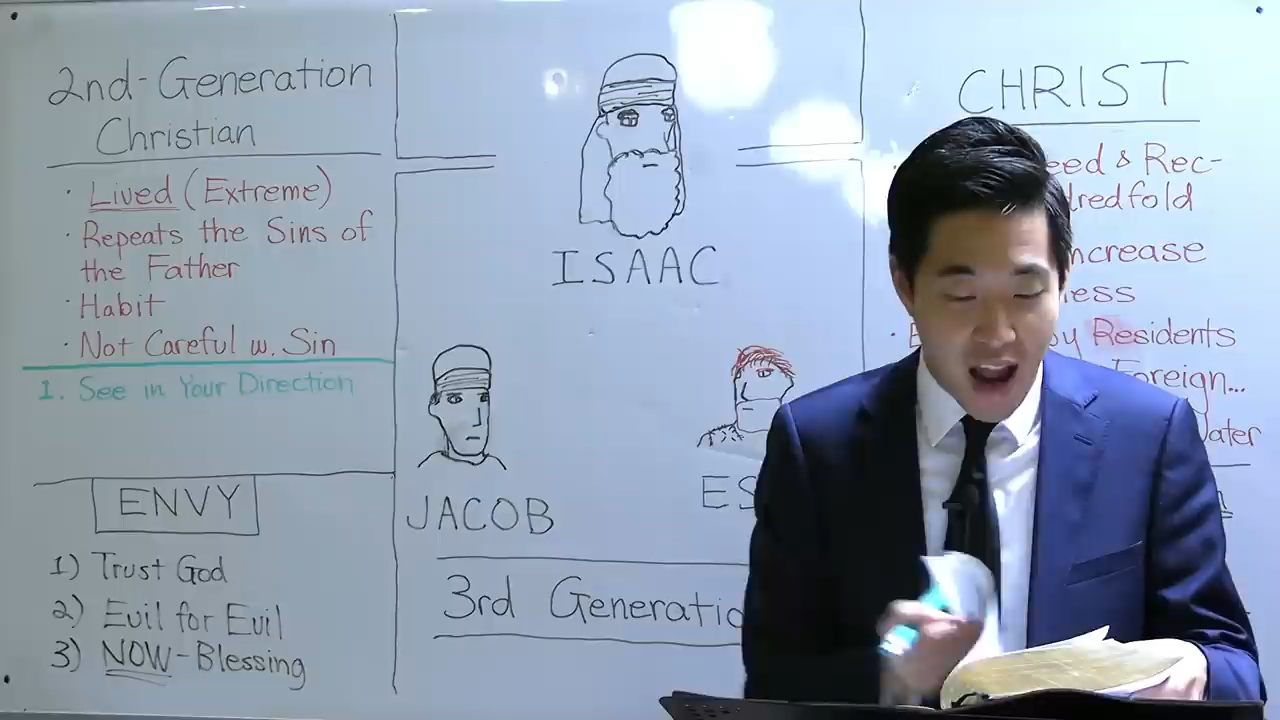 2nd-Generation
Christian
· Lived (Extreme)
· Repeats the Sins of
the Father
· Habit
· Not Careful w. Sin
1. See in Your Direction
ENVY
1) Trust God
2) Evil for Evil
3) NOW-Blessing
ISAAC
JACOB
ES
3rd Generatio
CHRIST
eed & Rec-
dredfold
ncrease
ess
by Residents
Foreign...
ater